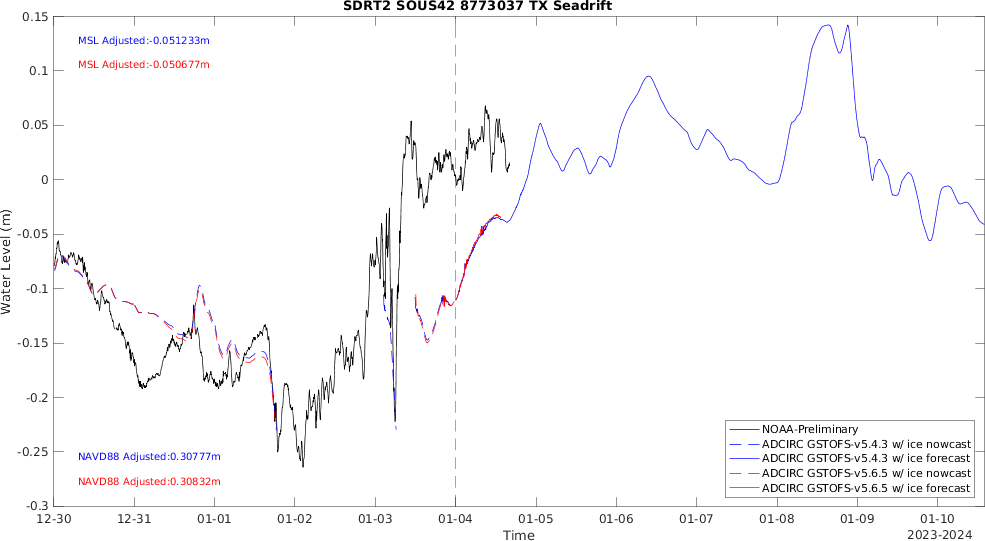 SDRT2 SOUS42 8773037 TX Seadrift
MSL Adjusted:-0.051233m
MSL Adjusted:-0.050677m
NAVD88 Adjusted:0.30777m
NAVD88 Adjusted:0.30832m
Water Level (m)
0.15
0.1
0.05
0
-0.05
-0.1
-0.15
-0.2
-0.25
-0.3
NOAA-Preliminary
ADCIRC GSTOFS-v5.4.3 w/ ice nowcast
ADCIRC GSTOFS-v5.4.3 w/ ice forecast
ADCIRC GSTOFS-v5.6.5 w/ ice nowcast
ADCIRC GSTOFS-v5.6.5 w/ ice forecast
12-30 12-31 01-01 01-02 01-03 01-04 01-05 01-06 01-07 01-08 01-09 01-10
Time
2023-2024